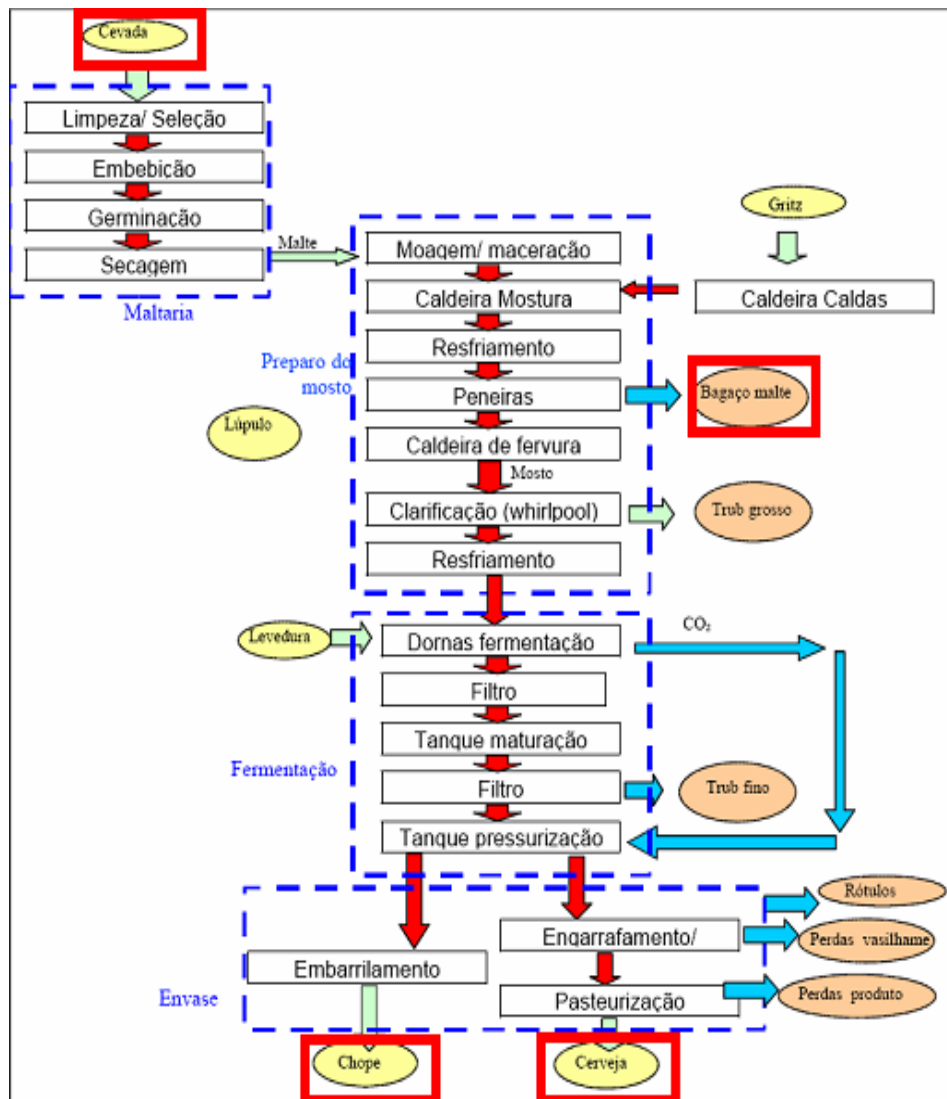 Cevada
Limpeza/ Seleção
Embebição
Germinação
Secagem
Malte
Maltaria
Gritz
Moagem/ maceração
Caldeira Mostura
Caldeira Caldas
Resfriamento
Preparo do
mosto
Peneiras
Bagaço malte
Lúpulo
Caldeira de fervura
Mosto
Clarificação (whirlpool)
Trub grosso
Resfriamento
Levedura
Dornas fermentação
CO₂
Filtro
Tanque maturação
Fermentação
Filtro
Trub fino
Tanque pressurização
Rótulos
Engarrafamento/
Perdas vasilhame
Embarrilamento
Envase
Pasteurização
Perdas produto
Chope
Cerveja